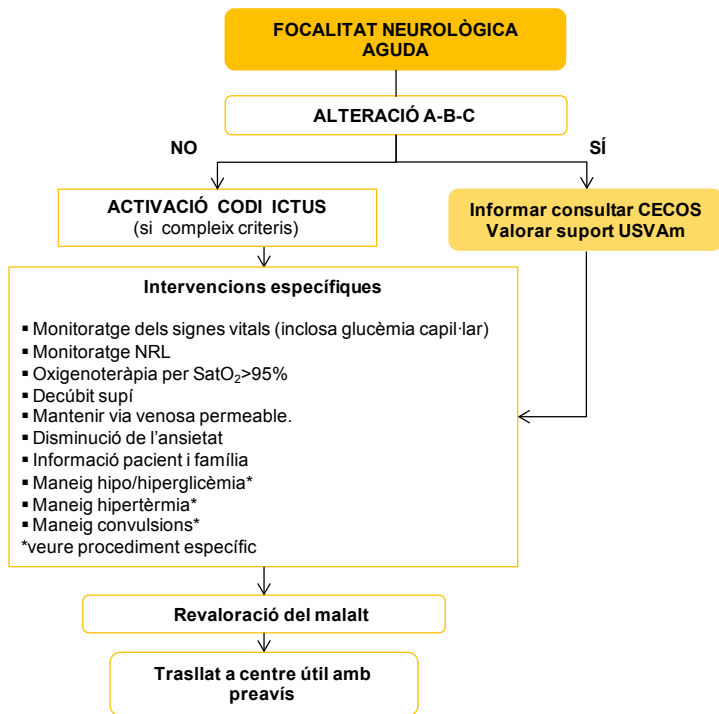 FOCALITAT NEUROLÒGICA
AGUDA
ALTERACIÓ A-B-C
NO
SÍ
ACTIVACIÓ CODI ICTUS
(si compleix criteris)
Informar consultar CECOS
Valorar suport USVAm
Intervencions específiques
▪ Monitoratge dels signes vitals (inclosa glucèmia capil·lar)
▪ Monitoratge NRL
▪ Oxigenoteràpia per SatO₂>95%
▪ Decúbit supí
▪ Mantenir via venosa permeable.
▪ Disminució de l’ansietat
▪ Informació pacient i família
▪ Maneig hipo/hiperglicèmia*
▪ Maneig hipertèrmia*
▪ Maneig convulsions*
*veure procediment específic
Revaloració del malalt
Trasllat a centre útil amb
preavís